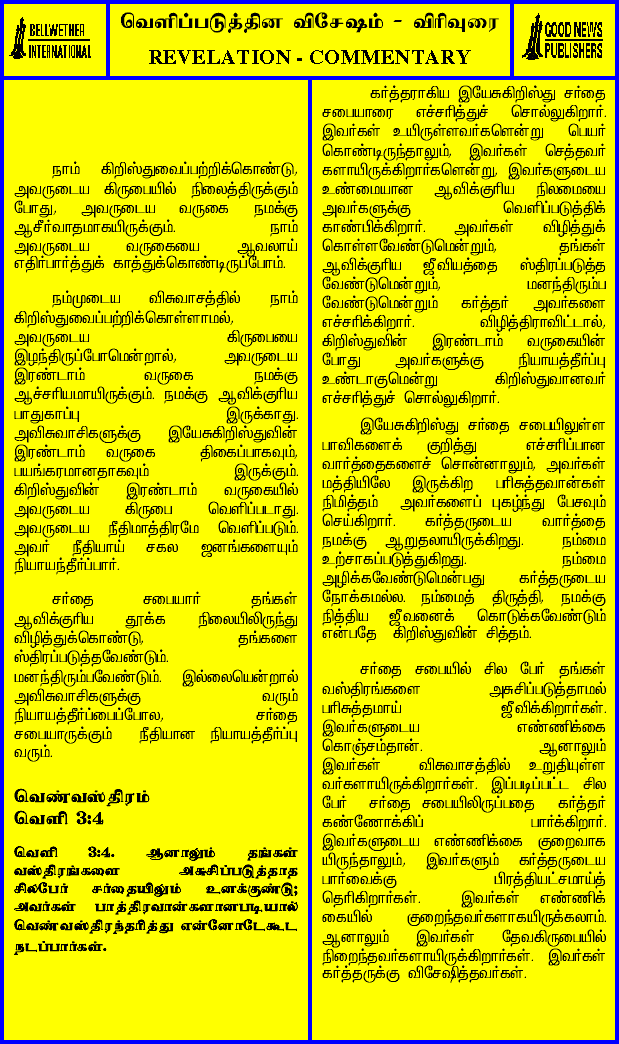 BELLWETHER
INTERNATIONAL
வெளிப்படுத்தின விசேஷம் - விரிவுரை
REVELATION - COMMENTARY
GOOD NEWS
PUBLISHERS
நாம் கிறிஸ்துவைப்பற்றிக்கொண்டு,
அவருடைய கிருபையில் நிலைத்திருக்கும்
போது, அவருடைய வருகை நமக்கு
ஆசீர்வாதமாகயிருக்கும். நாம்
அவருடைய வருகையை ஆவலாய்
எதிர்பார்த்துக் காத்துக்கொண்டிருப்போம்.
நம்முடைய விசுவாசத்தில் நாம்
கிறிஸ்துவைப்பற்றிக்கொள்ளாமல்,
அவருடைய கிருபையை
இழந்திருப்போமென்றால், அவருடைய
இரண்டாம் வருகை நமக்கு
ஆச்சரியமாயிருக்கும். நமக்கு ஆவிக்குரிய
பாதுகாப்பு இருக்காது.
அவிசுவாசிகளுக்கு இயேசுகிறிஸ்துவின்
இரண்டாம் வருகை திகைப்பாகவும்,
பயங்கரமானதாகவும் இருக்கும்.
கிறிஸ்துவின் இரண்டாம் வருகையில்
அவருடைய கிருபை வெளிப்படாது.
அவருடைய நீதிமாத்திரமே வெளிப்படும்.
அவர் நீதியாய் சகல ஜனங்களையும்
நியாயந்தீர்ப்பார்.
சர்தை சபையார் தங்கள்
ஆவிக்குரிய தூக்க நிலையிலிருந்து
விழித்துக்கொண்டு, தங்களை
ஸ்திரப்படுத்தவேண்டும்.
மனந்திரும்பவேண்டும். இல்லையென்றால்
அவிசுவாசிகளுக்கு வரும்
நியாயத்தீர்ப்பைப்போல, சர்தை
சபையாருக்கும் நீதியான நியாயத்தீர்ப்பு
வரும்.
வெண்வஸ்திரம்
வெளி 3:4
வெளி 3:4. ஆனாலும் தங்கள்
வஸ்திரங்களை அசுசிப்படுத்தாத
சிலபேர் சர்தையிலும் உனக்குண்டு;
அவர்கள் பாத்திரவான்களானபடியால்
வெண்வஸ்திரந்தரித்து என்னோடேகூட
நடப்பார்கள்.
கர்த்தராகிய இயேசுகிறிஸ்து சர்தை
சபையாரை எச்சரித்துச் சொல்லுகிறார்.
இவர்கள் உயிருள்ளவர்களென்று பெயர்
கொண்டிருந்தாலும், இவர்கள் செத்தவர்
களாயிருக்கிறார்களென்று, இவர்களுடைய
உண்மையான ஆவிக்குரிய நிலமையை
அவர்களுக்கு வெளிப்படுத்திக்
காண்பிக்கிறார். அவர்கள் விழித்துக்
கொள்ளவேண்டுமென்றும், தங்கள்
ஆவிக்குரிய ஜீவியத்தை ஸ்திரப்படுத்த
வேண்டுமென்றும், மனந்திரும்ப
வேண்டுமென்றும் கர்த்தர் அவர்களை
எச்சரிக்கிறார். விழித்திராவிட்டால்,
கிறிஸ்துவின் இரண்டாம் வருகையின்
போது அவர்களுக்கு நியாயத்தீர்ப்பு
உண்டாகுமென்று கிறிஸ்துவானவர்
எச்சரித்துச் சொல்லுகிறார்.
இயேசுகிறிஸ்து சர்தை சபையிலுள்ள
பாவிகளைக் குறித்து எச்சரிப்பான
வார்த்தைகளைச் சொன்னாலும், அவர்கள்
மத்தியிலே இருக்கிற பரிசுத்தவான்கள்
நிமித்தம் அவர்களைப் புகழ்ந்து பேசவும்
செய்கிறார். கர்த்தருடைய வார்த்தை
நமக்கு ஆறுதலாயிருக்கிறது. நம்மை
உற்சாகப்படுத்துகிறது. நம்மை
அழிக்கவேண்டுமென்பது கர்த்தருடைய
நோக்கமல்ல. நம்மைத் திருத்தி, நமக்கு
நித்திய ஜீவனைக் கொடுக்கவேண்டும்
என்பதே கிறிஸ்துவின் சித்தம்.
சர்தை சபையில் சில பேர் தங்கள்
வஸ்திரங்களை அசுசிப்படுத்தாமல்
பரிசுத்தமாய் ஜீவிக்கிறார்கள்.
இவர்களுடைய எண்ணிக்கை
கொஞ்சம்தான். ஆனாலும்
இவர்கள் விசுவாசத்தில் உறுதியுள்ள
வர்களாயிருக்கிறார்கள். இப்படிப்பட்ட சில
பேர் சர்தை சபையிலிருப்பதை கர்த்தர்
கண்ணோக்கிப் பார்க்கிறார்.
இவர்களுடைய எண்ணிக்கை குறைவாக
யிருந்தாலும், இவர்களும் கர்த்தருடைய
பார்வைக்கு பிரத்தியட்சமாய்த்
தெரிகிறார்கள். இவர்கள் எண்ணிக்
கையில் குறைந்தவர்களாகயிருக்கலாம்.
ஆனாலும் இவர்கள் தேவகிருபையில்
நிறைந்தவர்களாயிருக்கிறார்கள். இவர்கள்
கர்த்தருக்கு விசேஷித்தவர்கள்.